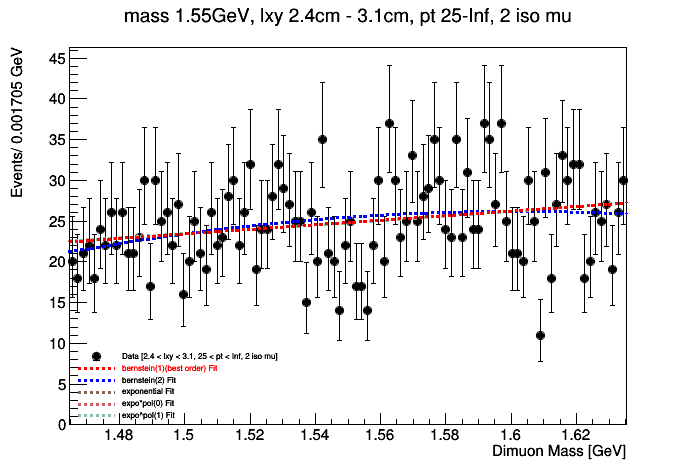 mass 1.55GeV, lxy 2.4cm - 3.1cm, pt 25-Inf, 2 iso mu
Events/ 0.001705 GeV
45
40
35
30
25
20
15
10
5
0
Data [2.4 < lxy < 3.1, 25 < pt < Inf, 2 iso mu]
bernstein(1)(best order) Fit
bernstein(2) Fit
exponential Fit
expo*pol(0) Fit
expo^pol(1) Fit
1.48 1.5 1.52 1.54 1.56 1.58 1.6 1.62
Dimuon Mass [GeV]